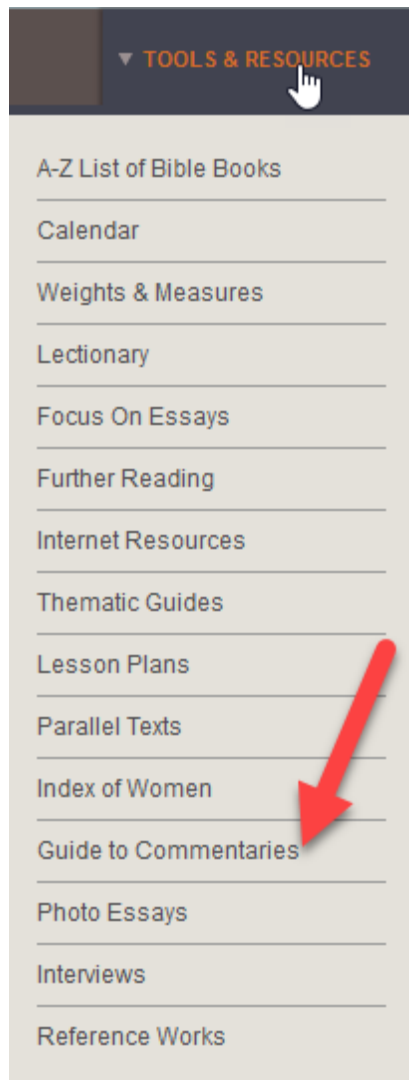 ▼ TOOLS & RESOURCES
A-Z List of Bible Books
Calendar
Weights & Measures
Lectionary
Focus On Essays
Further Reading
Internet Resources
Thematic Guides
Lesson Plans
Parallel Texts
Index of Women
Guide to Commentaries
Photo Essays
Interviews
Reference Works